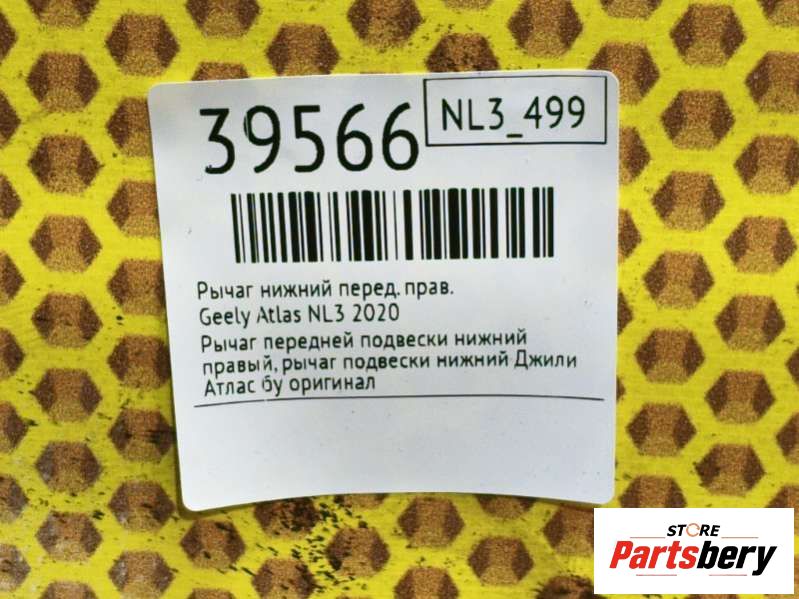 39566
NL3_499
Рычаг нижний перед. прав.
Geely Atlas NL3 2020
Рычаг передней подвески нижний
правый, рычаг подвески нижний Джили
Атлас бу оригинал
STORE
Partsbery